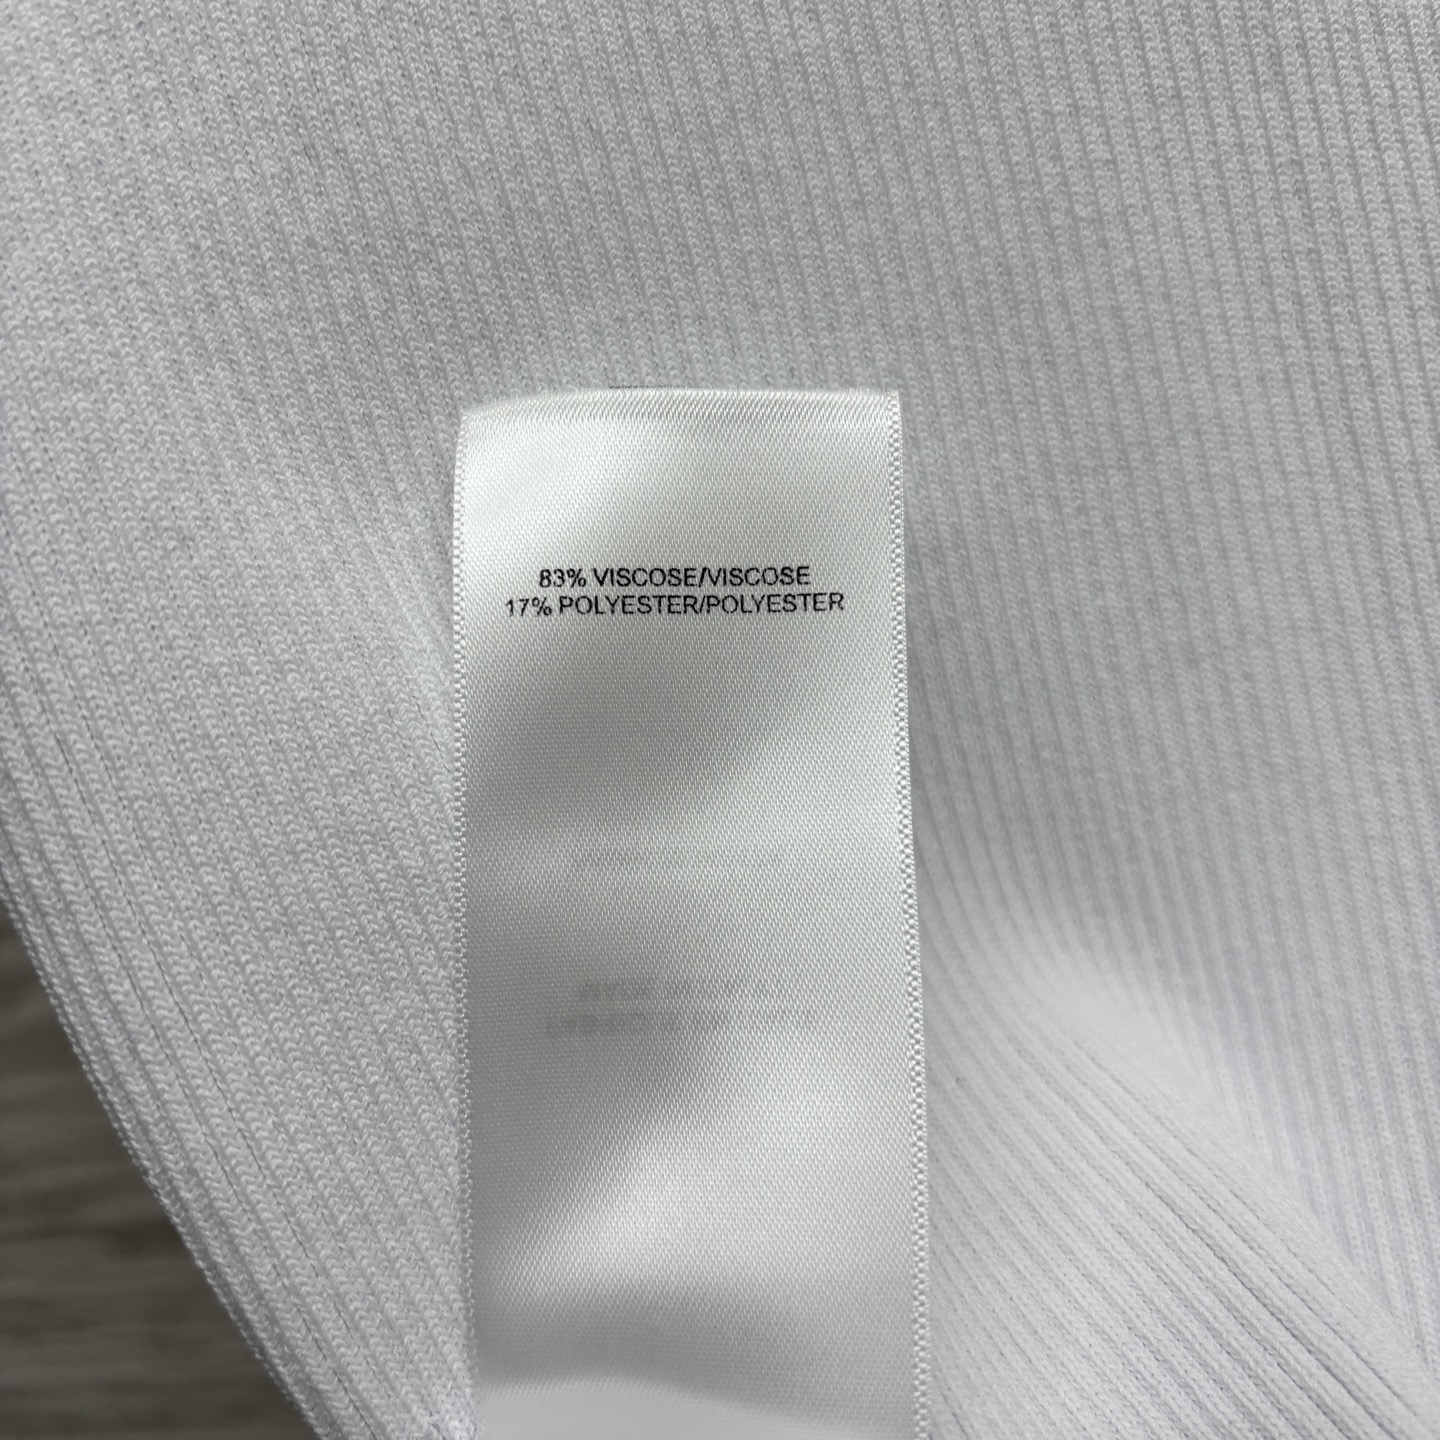 83% VISCOSE/VISCOSE
17% POLYESTER/POLYESTER